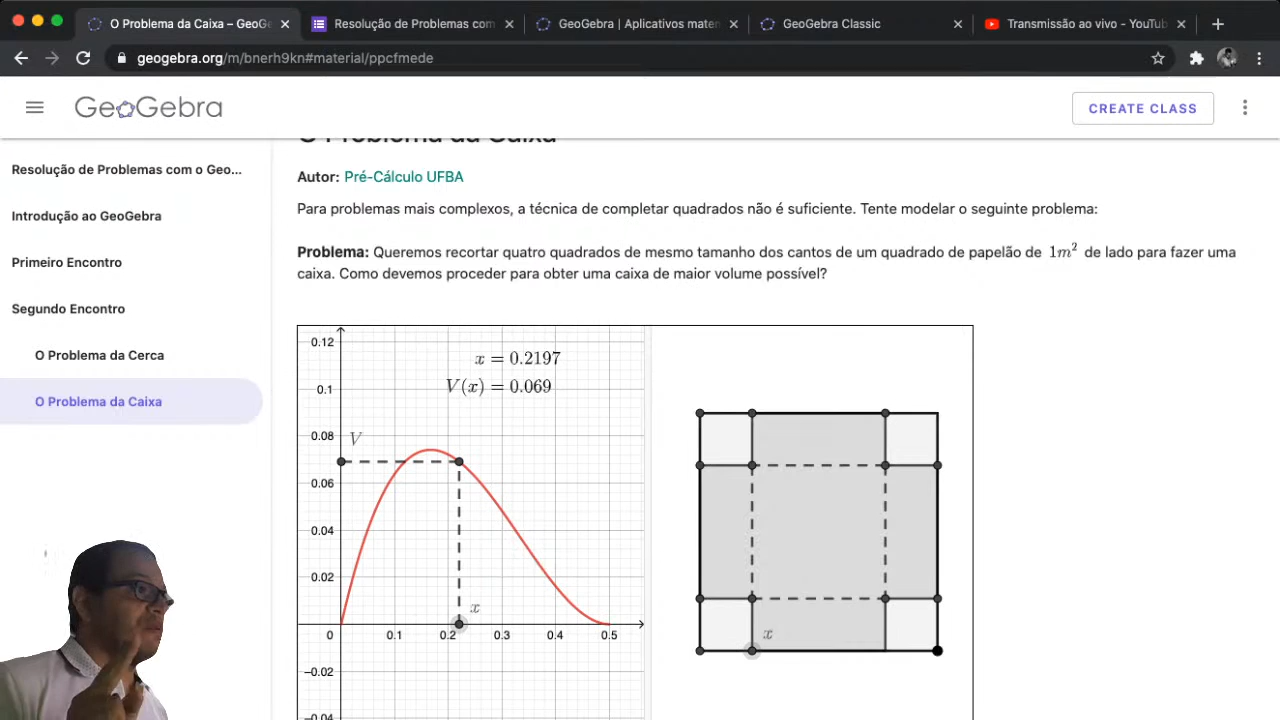 O Problema da Caixa – GeoGe
Resolução de Problemas com
GeoGebra | Aplicativos mater
GeoGebra Classic
Transmissão ao vivo - YouTub
geogebra.org/m/bnerh9kn#material/ppcfmede
GeoGebra
CREATE CLASS
O Problema da Caixa
Resolução de Problemas com o Geo...
Introdução ao GeoGebra
Primeiro Encontro
Segundo Encontro
O Problema da Cerca
O Problema da Caixa
Autor: Pré-Cálculo UFBA
Para problemas mais complexos, a técnica de completar quadrados não é suficiente. Tente modelar o seguinte problema:
Problema: Queremos recortar quatro quadrados de mesmo tamanho dos cantos de um quadrado de papelão de 1m² de lado para fazer uma
caixa. Como devemos proceder para obter uma caixa de maior volume possível?
x = 0.2197
V(x) = 0.069
0.12
0.1
0.08
0.06
0.04
0.02
0
−0.02
−0.04
0.1
0.2
0.3
0.4
0.5
V
x
x